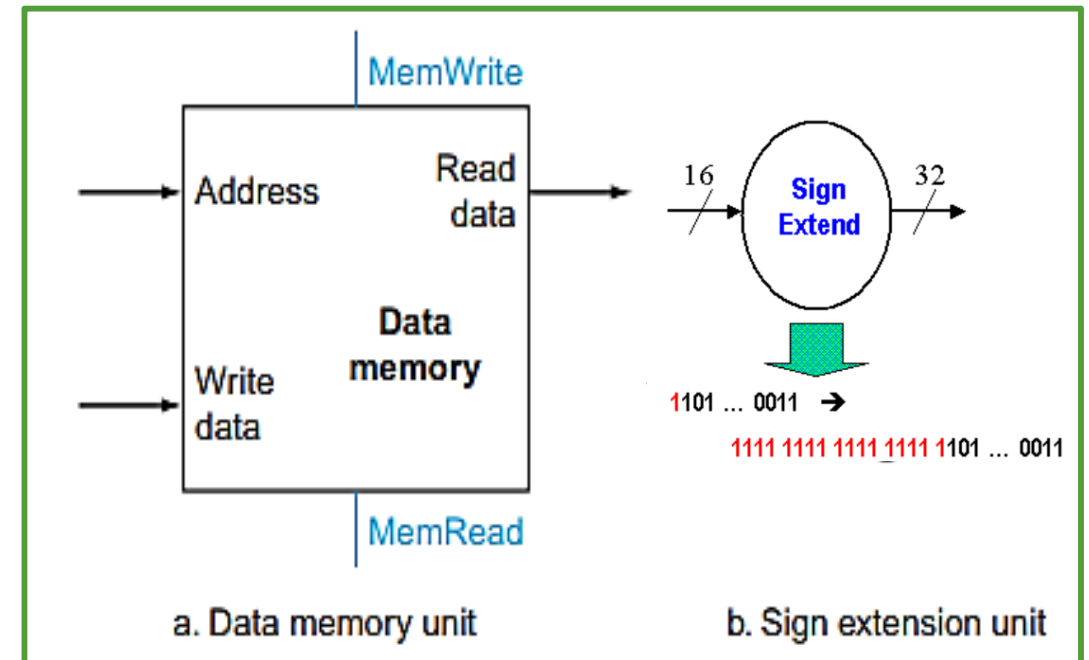 MemWrite
Address
Read
data
Data
memory
Write
data
MemRead
a. Data memory unit
16
32
Sign
Extend
1101 ... 0011 ➔
1111 1111 1111 1111 1101 ... 0011
b. Sign extension unit